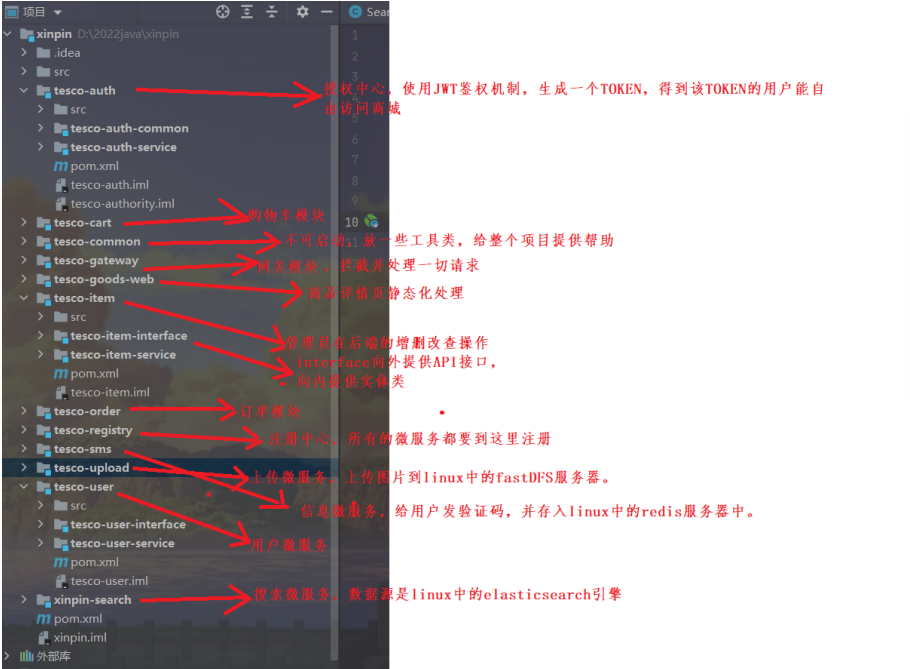 项目
Sear
xinpin D:\2022java\xinpin
.idea
src
tesco-auth
授权中心，使用JWT鉴权机制，生成一个TOKEN，得到该TOKEN的用户能自
由访问商城
src
tesco-auth-common
tesco-auth-service
pom.xml
tesco-auth.iml
tesco-authority.iml
tesco-cart
购物车模块
tesco-common
不可启动，放一些工具类，给整个项目提供帮助
tesco-gateway
网关模块，拦截并处理一切请求
tesco-goods-web
商品详情页静态化处理
tesco-item
src
tesco-item-interface
管理员在后端的增删改查操作
tesco-item-service
interface向外提供API接口，
向内提供实体类
pom.xml
tesco-item.iml
tesco-order
订单模块
tesco-registry
注册中心，所有的微服务都要到这里注册
tesco-sms
tesco-upload
上传微服务，上传图片到linux中的fastDFS服务器。
tesco-user
src
信息微服务，给用户发验证码，并存入linux中的redis服务器中。
tesco-user-interface
tesco-user-service
用户微服务
pom.xml
tesco-user.iml
xinpin-search
搜索微服务，数据源是linux中的elasticsearch引擎
pom.xml
xinpin.iml
外部库
1
2
3
5
6
7
8
9
10
11